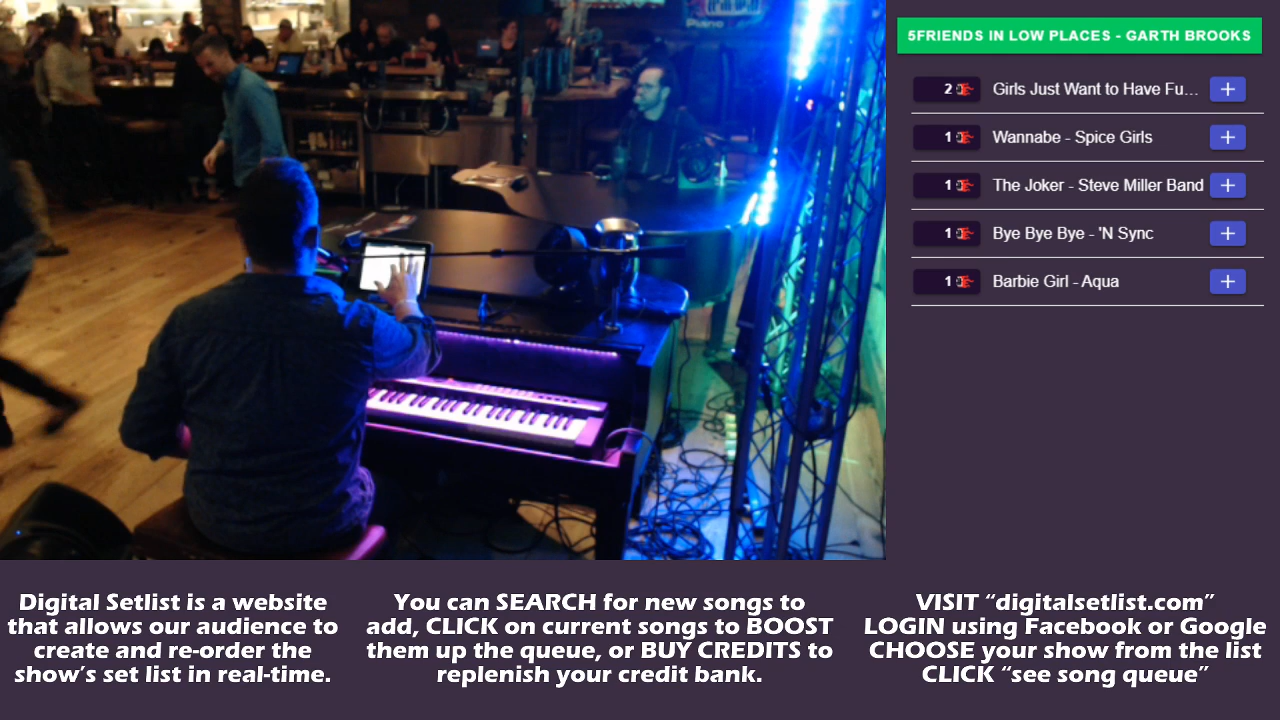 Piano
5FRIENDS IN LOW PLACES - GARTH BROOKS
2 Girls Just Want to Have Fu...
1 Wannabe - Spice Girls
1 The Joker - Steve Miller Band
1 Bye Bye Bye - 'N Sync
1 Barbie Girl - Aqua
Digital Setlist is a website
that allows our audience to
create and re-order the
show's set list in real-time.
You can SEARCH for new songs to
add, CLICK on current songs to BOOST
them up the queue, or BUY CREDITS to
replenish your credit bank.
VISIT “digitalsetlist.com”
LOGIN using Facebook or Google
CHOOSE your show from the list
CLICK “see song queue”